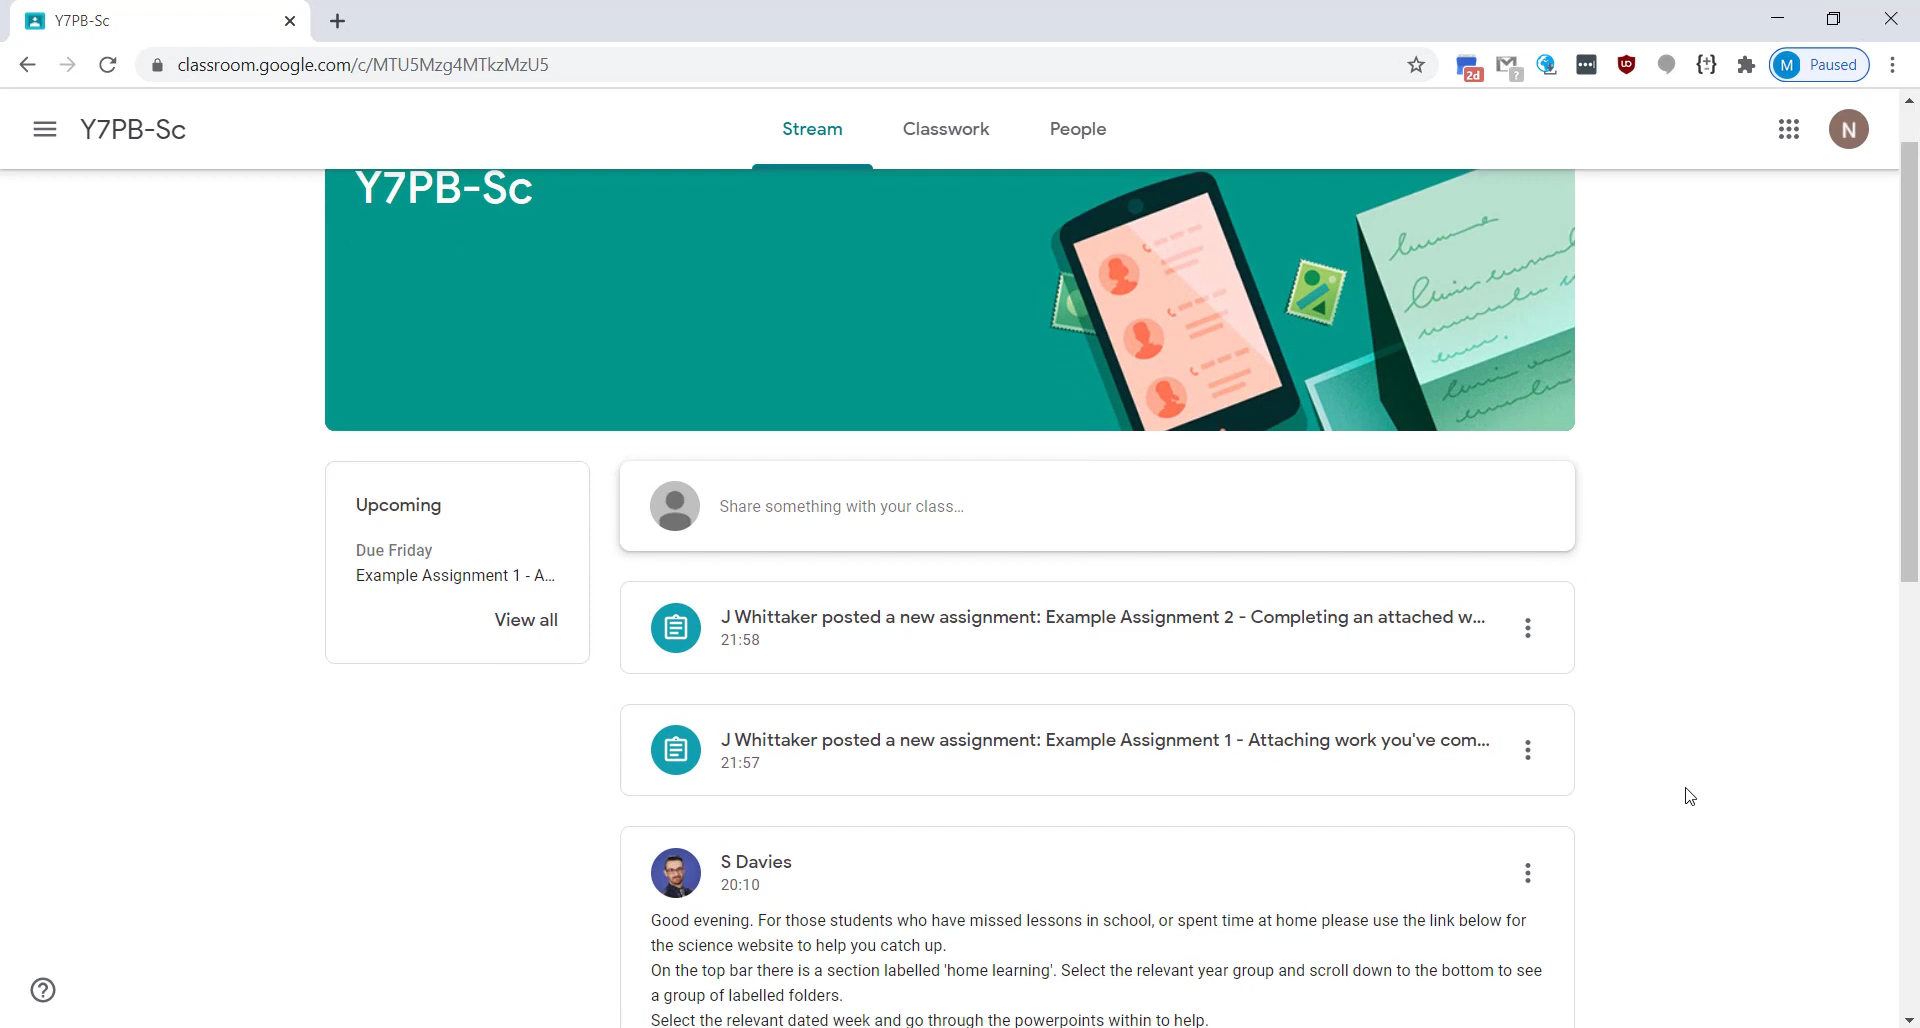 Y7PB-Sc
classroom.google.com/c/MTU5Mzg4MTkzMzU5
2d
?
UO
M Paused
Y7PB-Sc
Stream
Classwork
People
N
Y7PB-Sc
Upcoming
Due Friday
Example Assignment 1 - A...
View all
Share something with your class...
J Whittaker posted a new assignment: Example Assignment 2 - Completing an attached w...
21:58
J Whittaker posted a new assignment: Example Assignment 1 - Attaching work you've com...
21:57
S Davies
20:10
Good evening. For those students who have missed lessons in school, or spent time at home please use the link below for
the science website to help you catch up.
On the top bar there is a section labelled 'home learning'. Select the relevant year group and scroll down to the bottom to see
a group of labelled folders.
Select the relevant dated week and go through the powerpoints within to help.